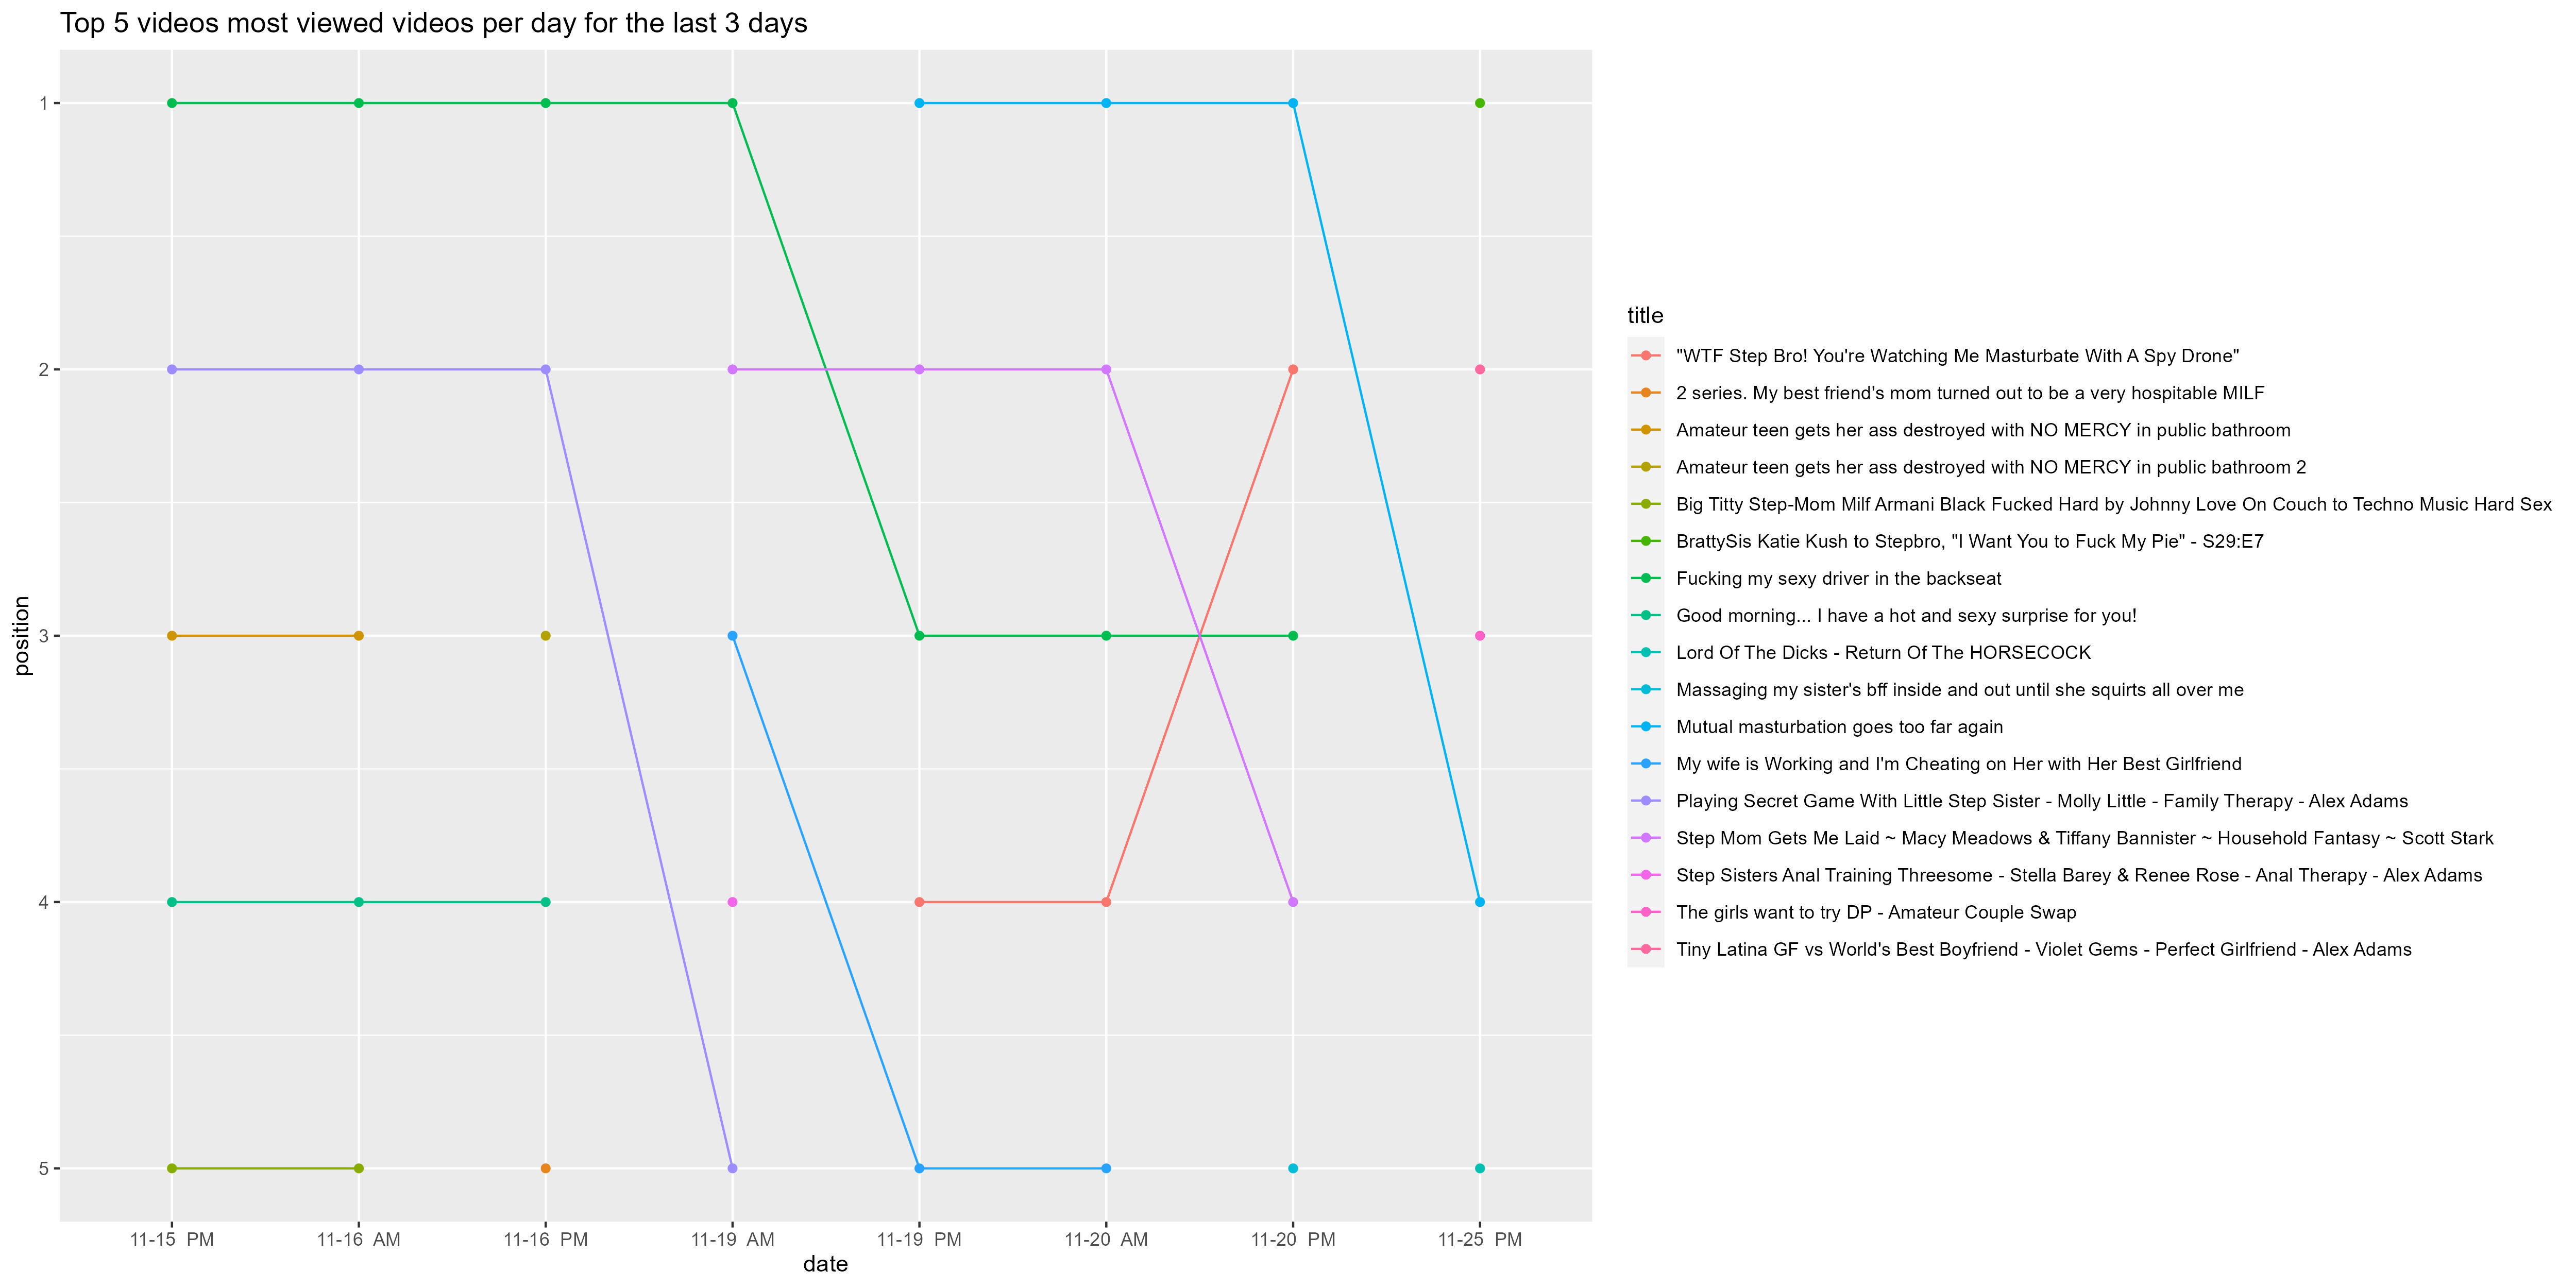 Top 5 videos most viewed videos per day for the last 3 days
position
1
2
3
4
5
11-15 PM
11-16 AM
11-16 PM
11-19 AM
11-19 PM
11-20 AM
11-20 PM
11-25 PM
date
title
"WTF Step Bro! You're Watching Me Masturbate With A Spy Drone"
2 series. My best friend's mom turned out to be a very hospitable MILF
Amateur teen gets her ass destroyed with NO MERCY in public bathroom
Amateur teen gets her ass destroyed with NO MERCY in public bathroom 2
Big Titty Step-Mom Milf Armani Black Fucked Hard by Johnny Love On Couch to Techno Music Hard Sex
BrattySis Katie Kush to Stepbro, "I Want You to Fuck My Pie" - S29:E7
Fucking my sexy driver in the backseat
Good morning... I have a hot and sexy surprise for you!
Lord Of The Dicks - Return Of The HORSECOCK
Massaging my sister's bff inside and out until she squirts all over me
Mutual masturbation goes too far again
My wife is Working and I'm Cheating on Her with Her Best Girlfriend
Playing Secret Game With Little Step Sister - Molly Little - Family Therapy - Alex Adams
Step Mom Gets Me Laid ~ Macy Meadows & Tiffany Bannister ~ Household Fantasy ~ Scott Stark
Step Sisters Anal Training Threesome - Stella Barey & Renee Rose - Anal Therapy - Alex Adams
The girls want to try DP - Amateur Couple Swap
Tiny Latina GF vs World's Best Boyfriend - Violet Gems - Perfect Girlfriend - Alex Adams